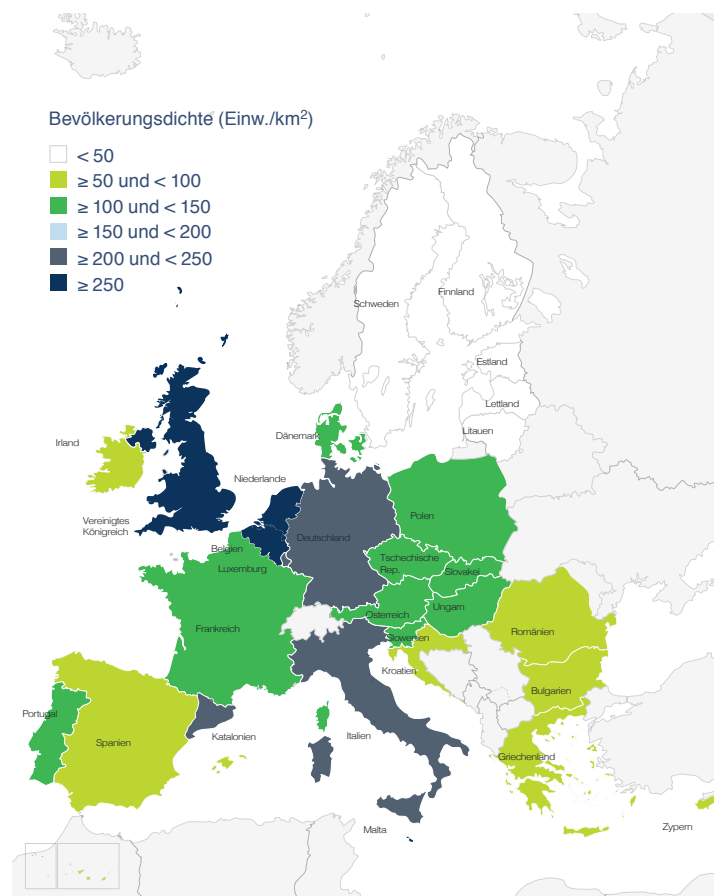 Bevölkerungsdichte (Einw./km²)
< 50
≥ 50 und < 100
≥ 100 und < 150
≥ 150 und < 200
≥ 200 und < 250
≥ 250
Schweden
Finnland
Estland
Lettland
Litauen
Dänemark
Irland
Niederlande
Vereinigtes
Königreich
Belgien
Luxemburg
Deutschland
Polen
Tschechische
Rep.
Slovakei
Österreich
Ungarn
Frankreich
Slowenien
Kroatien
Romänien
Bulgarien
Portugal
Spanien
Katalonien
Italien
Griechenland
Malta
Zypern